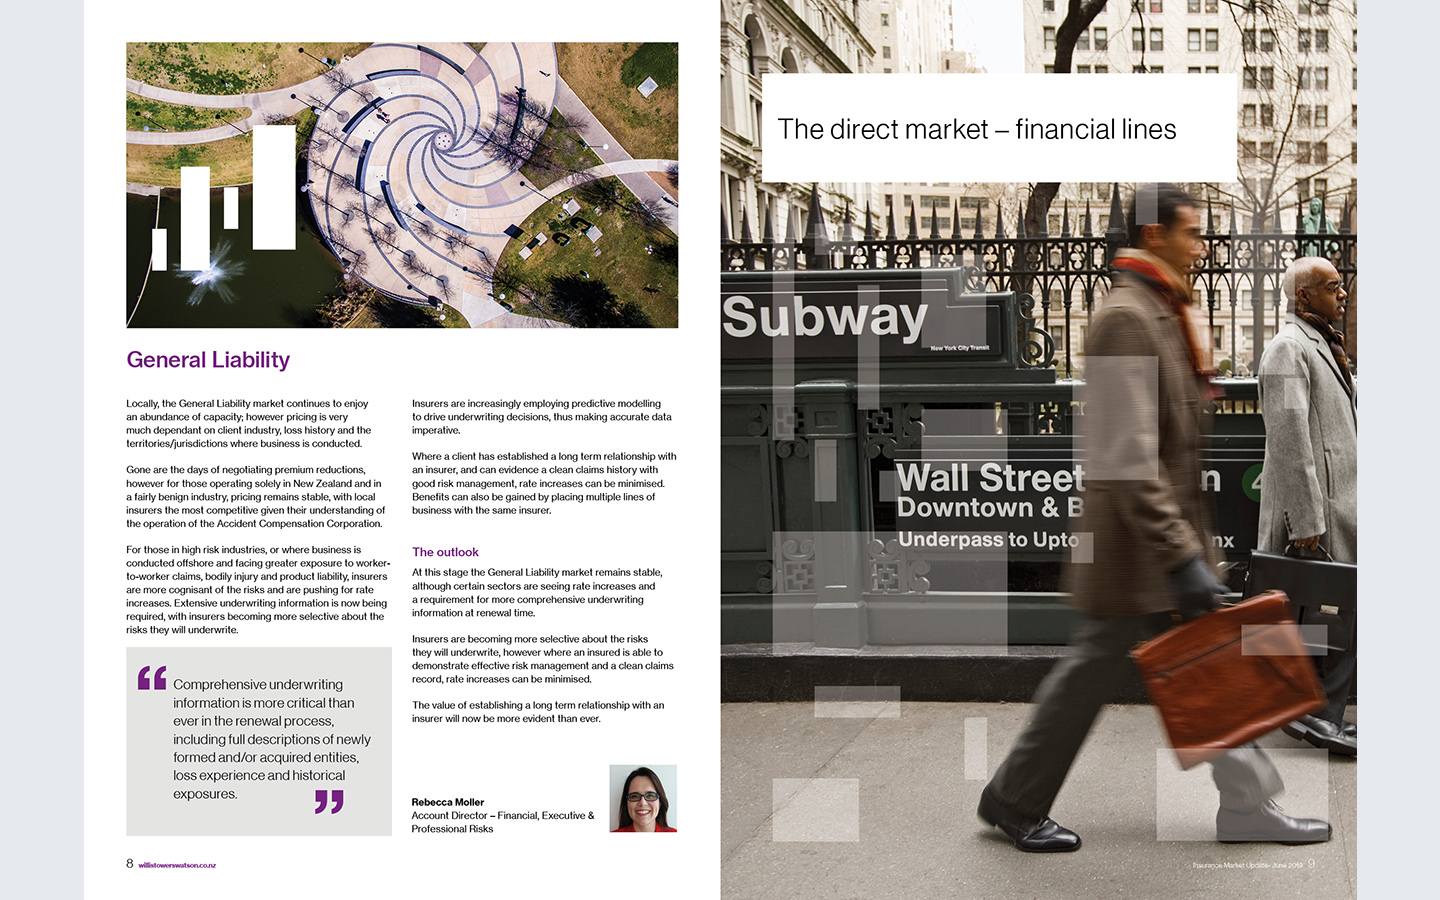 General Liability
Locally, the General Liability market continues to enjoy
an abundance of capacity; however pricing is very
much dependant on client industry, loss history and the
territories/jurisdictions where business is conducted.
Gone are the days of negotiating premium reductions,
however for those operating solely in New Zealand and in
a fairly benign industry, pricing remains stable, with local
insurers the most competitive given their understanding of
the operation of the Accident Compensation Corporation.
For those in high risk industries, or where business is
conducted offshore and facing greater exposure to worker-
to-worker claims, bodily injury and product liability, insurers
are more cognisant of the risks and are pushing for rate
increases. Extensive underwriting information is now being
required, with insurers becoming more selective about the
risks they will underwrite.
“
Comprehensive underwriting
information is more critical than
ever in the renewal process,
including full descriptions of newly
formed and/or acquired entities,
loss experience and historical
exposures.
”
Insurers are increasingly employing predictive modelling
to drive underwriting decisions, thus making accurate data
imperative.
Where a client has established a long term relationship with
an insurer, and can evidence a clean claims history with
good risk management, rate increases can be minimised.
Benefits can also be gained by placing multiple lines of
business with the same insurer.
The outlook
At this stage the General Liability market remains stable,
although certain sectors are seeing rate increases and
a requirement for more comprehensive underwriting
information at renewal time.
Insurers are becoming more selective about the risks
they will underwrite, however where an insured is able to
demonstrate effective risk management and a clean claims
record, rate increases can be minimised.
The value of establishing a long term relationship with an
insurer will now be more evident than ever.
Rebecca Moller
Account Director – Financial, Executive &
Professional Risks
8 willistowerswatson.co.nz
The direct market – financial lines
Subway
New York City Transit
Wall Street n 4
Downtown & B
Underpass to Upto nx
Insurance Market Update- June 2019 9